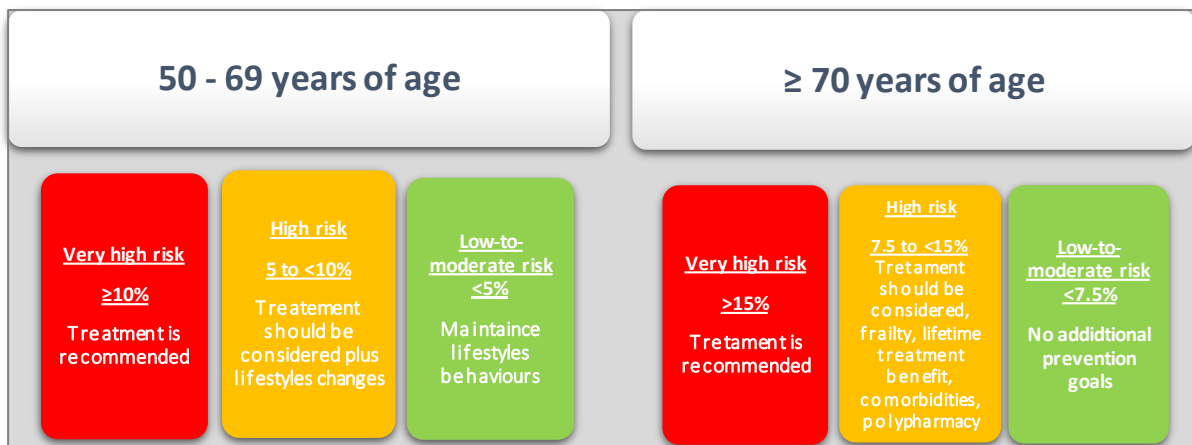 50 - 69 years of age
Very high risk
≥10%
Treatment is
recommended
High risk
5 to <10%
Treatement
should be
considered plus
lifestyles changes
Low-to-
moderate risk
<5%
Maintaince
lifestyles
behaviours
≥ 70 years of age
Very high risk
>15%
Tretament is
recommended
High risk
7.5 to <15%
Tretament
should be
considered,
frailty, lifetime
treatment
benefit,
comorbidities,
polypharmacy
Low-to-
moderate risk
<7.5%
No addidtional
prevention
goals